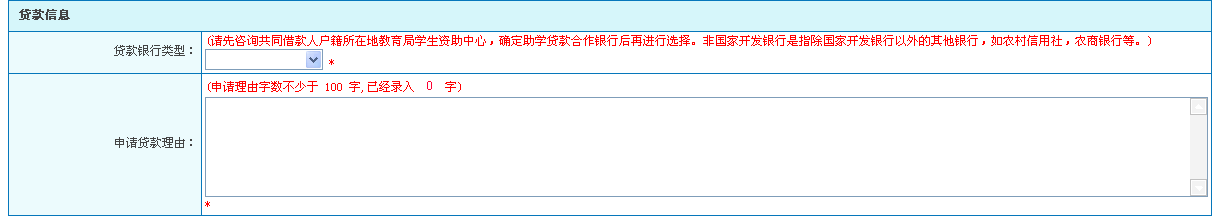 贷款信息
贷款银行类型：
(请先咨询共同借款人户籍所在地教育局学生资助中心，确定助学贷款合作银行后再进行选择。非国家开发银行是指除国家开发银行以外的其他银行，如农村信用社，农商银行等。)
*
(申请理由字数不少于 100 字,已经录入 0 字)
申请贷款理由：
*